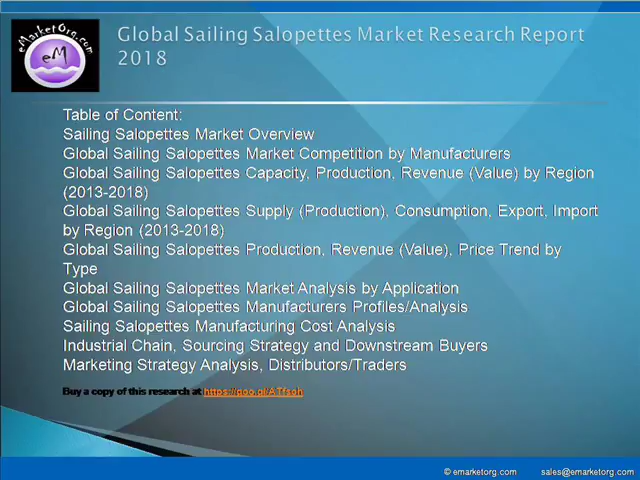 eMarketOrg.com
eM
Global Sailing Salopettes Market Research Report
2018
Table of Content:
Sailing Salopettes Market Overview
Global Sailing Salopettes Market Competition by Manufacturers
Global Sailing Salopettes Capacity, Production, Revenue (Value) by Region
(2013-2018)
Global Sailing Salopettes Supply (Production), Consumption, Export, Import
by Region (2013-2018)
Global Sailing Salopettes Production, Revenue (Value), Price Trend by
Type
Global Sailing Salopettes Market Analysis by Application
Global Sailing Salopettes Manufacturers Profiles/Analysis
Sailing Salopettes Manufacturing Cost Analysis
Industrial Chain, Sourcing Strategy and Downstream Buyers
Marketing Strategy Analysis, Distributors/Traders
Buy a copy of this research at
© emarketorg.com sales@emarketorg.com